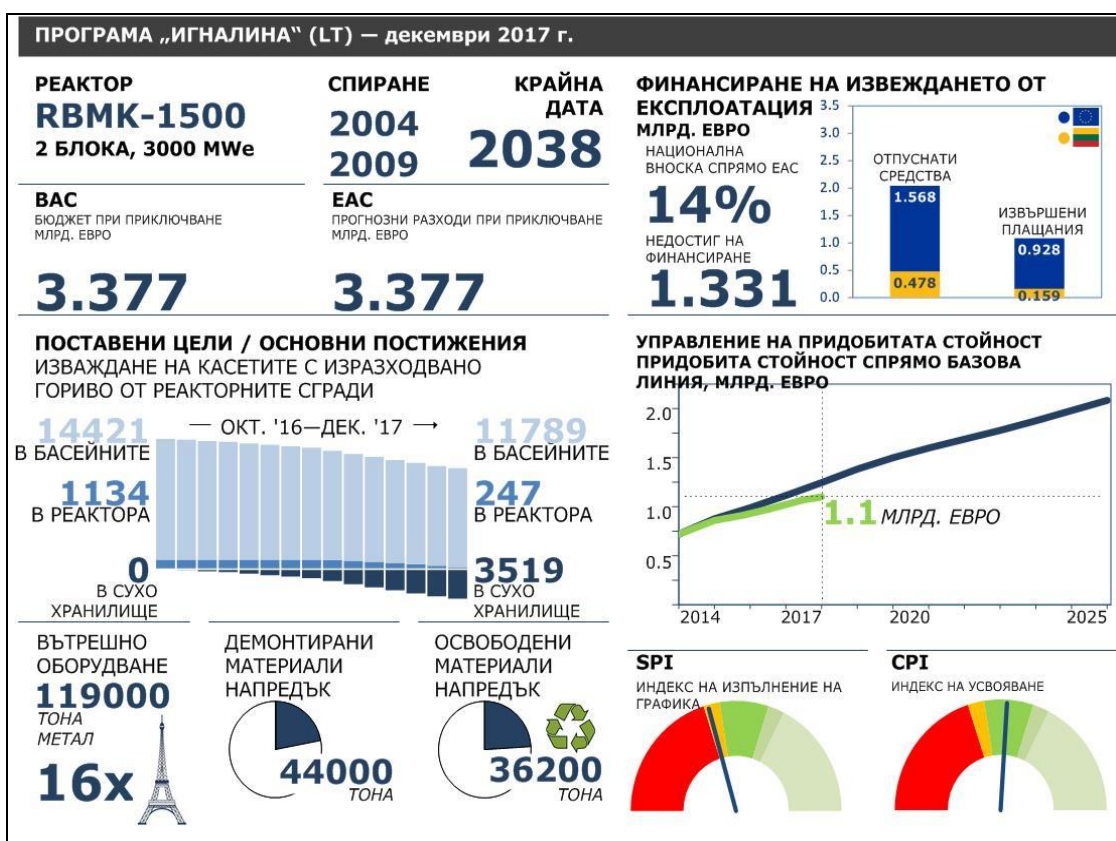 ПРОГРАМА „ИГНАЛИНА“ (LT) — декември 2017 г.
РЕАКТОР
RBMK-1500
2 БЛОКА, 3000 MWe
СПИРАНЕ
2004
2009
КРАЙНА
ДАТА
2038
BAC
БЮДЖЕТ ПРИ ПРИКЛЮЧВАНЕ
МЛРД. ЕВРО
3.377
EAC
ПРОГНОЗНИ РАЗХОДИ ПРИ ПРИКЛЮЧВАНЕ
МЛРД. ЕВРО
3.377
ФИНАНСИРАНЕ НА ИЗВЕЖДАНЕТО ОТ
ЕКСПЛОАТАЦИЯ
МЛРД. ЕВРО
НАЦИОНАЛНА
ВНОСКА СПРЯМО ЕАС
14%
НЕДОСТИГ НА
ФИНАНСИРАНЕ
1.331
3.5
3.0
2.5
2.0
1.5
1.0
0.5
0.0
ОТПУСНАТИ
СРЕДСТВА
1.568
0.478
ИЗВЪРШЕНИ
ПЛАЩАНИЯ
0.928
0.159
ПОСТАВЕНИ ЦЕЛИ / ОСНОВНИ ПОСТИЖЕНИЯ
ИЗВАЖДАНЕ НА КАСЕТИТЕ С ИЗРАЗХОДВАНО
ГОРИВО ОТ РЕАКТОРНИТЕ СГРАДИ
14421
В БАСЕЙНИТЕ
1134
В РЕАКТОРА
0
В СУХО
ХРАНИЛИЩЕ
— ОКТ. '16—ДЕК. '17 →
11789
В БАСЕЙНИТЕ
247
В РЕАКТОРА
3519
В СУХО
ХРАНИЛИЩЕ
УПРАВЛЕНИЕ НА ПРИДОБИТАТА СТОЙНОСТ
ПРИДОБИТА СТОЙНОСТ СПРЯМО БАЗОВА
ЛИНИЯ, МЛРД. ЕВРО
2.0
1.5
1.0
0.5
1.1 МЛРД. ЕВРО
2014 2017 2020 2025
ВЪТРЕШНО
ОБОРУДВАНЕ
119000
ТОНА
МЕТАЛ
16x
ДЕМОНТИРАНИ
МАТЕРИАЛИ
НАПРЕДЪК
44000
ТОНА
ОСВОБОДЕНИ
МАТЕРИАЛИ
НАПРЕДЪК
36200
ТОНА
SPI
ИНДЕКС НА ИЗПЪЛНЕНИЕ НА
ГРАФИКА
CPI
ИНДЕКС НА УСВОЯВАНЕ